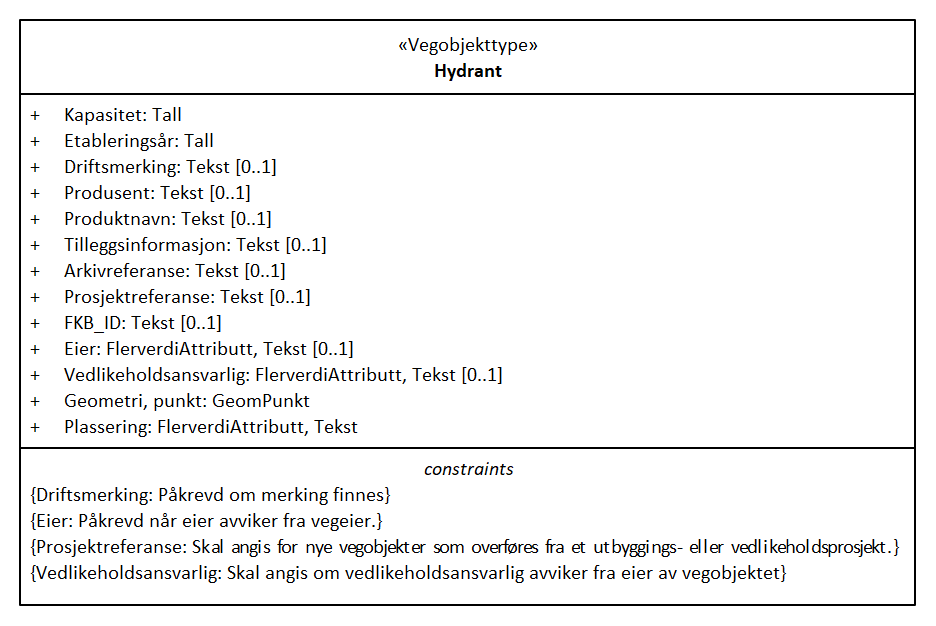 «Vegobjekttype»
Hydrant
+ Kapasitet: Tall
+ Etableringsår: Tall
+ Driftsmerking: Tekst [0..1]
+ Produsent: Tekst [0..1]
+ Produktnavn: Tekst [0..1]
+ Tilleggsinformasjon: Tekst [0..1]
+ Arkivreferanse: Tekst [0..1]
+ Prosjektreferanse: Tekst [0..1]
+ FKB_ID: Tekst [0..1]
+ Eier: FlerverdiAttributt, Tekst [0..1]
+ Vedlikeholdsansvarlig: FlerverdiAttributt, Tekst [0..1]
+ Geometri, punkt: GeomPunkt
+ Plassering: FlerverdiAttributt, Tekst
constraints
{Driftsmerking: Påkrevd om merking finnes}
{Eier: Påkrevd når eier avviker fra vegeier.}
{Prosjektreferanse: Skal angis for nye vegobjekter som overføres fra et utbyggings- eller vedlikeholdsprosjekt.}
{Vedlikeholdsansvarlig: Skal angis om vedlikeholdsansvarlig avviker fra eier av vegobjektet}